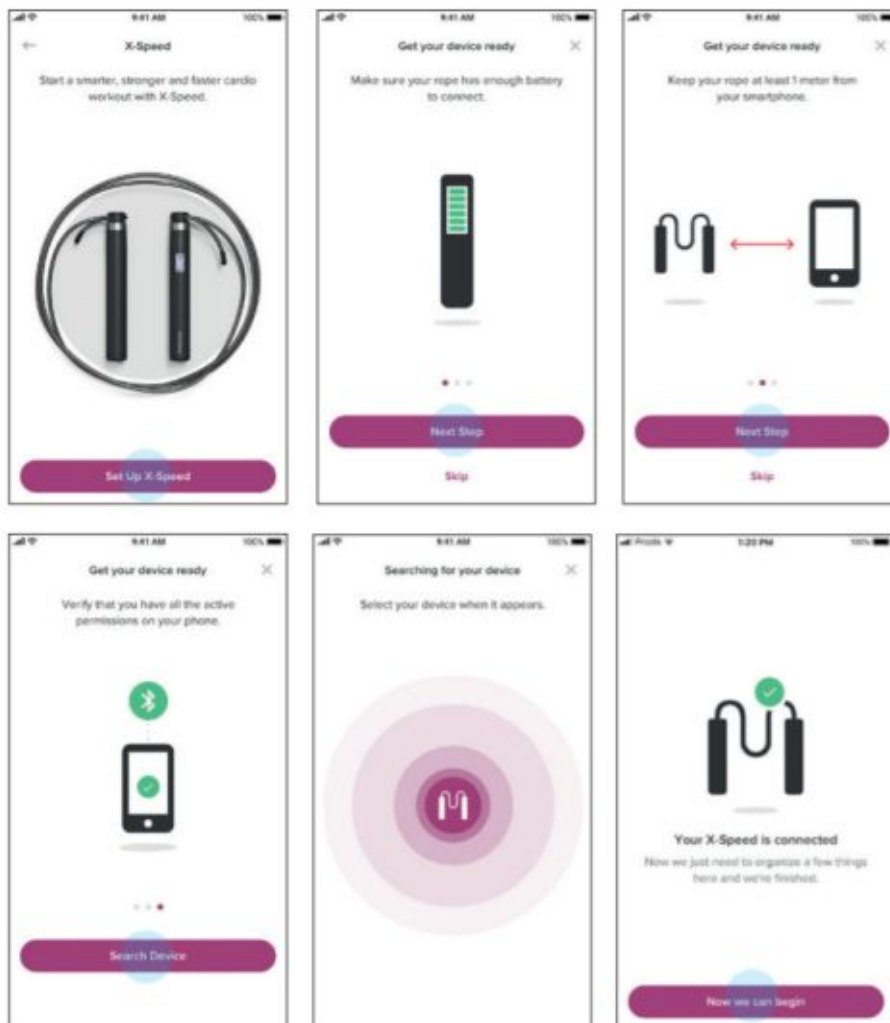 9:41 AM 100%
X-Speed
Start a smarter, stronger and faster cardio
workout with X-Speed.
Set Up X-Speed
9:41 AM 100%
Get your device ready
Make sure your rope has enough battery
to connect.
Next Step
Skip
9:41 AM 100%
Get your device ready
Keep your rope at least 1 meter from
your smartphone.
Next Step
Skip
9:41 AM 100%
Get your device ready
Verify that you have all the active
permissions on your phone.
Search Device
9:41 AM 100%
Searching for your device
Select your device when it appears.
1:20 PM 100%
Your X-Speed is connected
Now we just need to organize a few things
here and we're finished.
Now we can begin